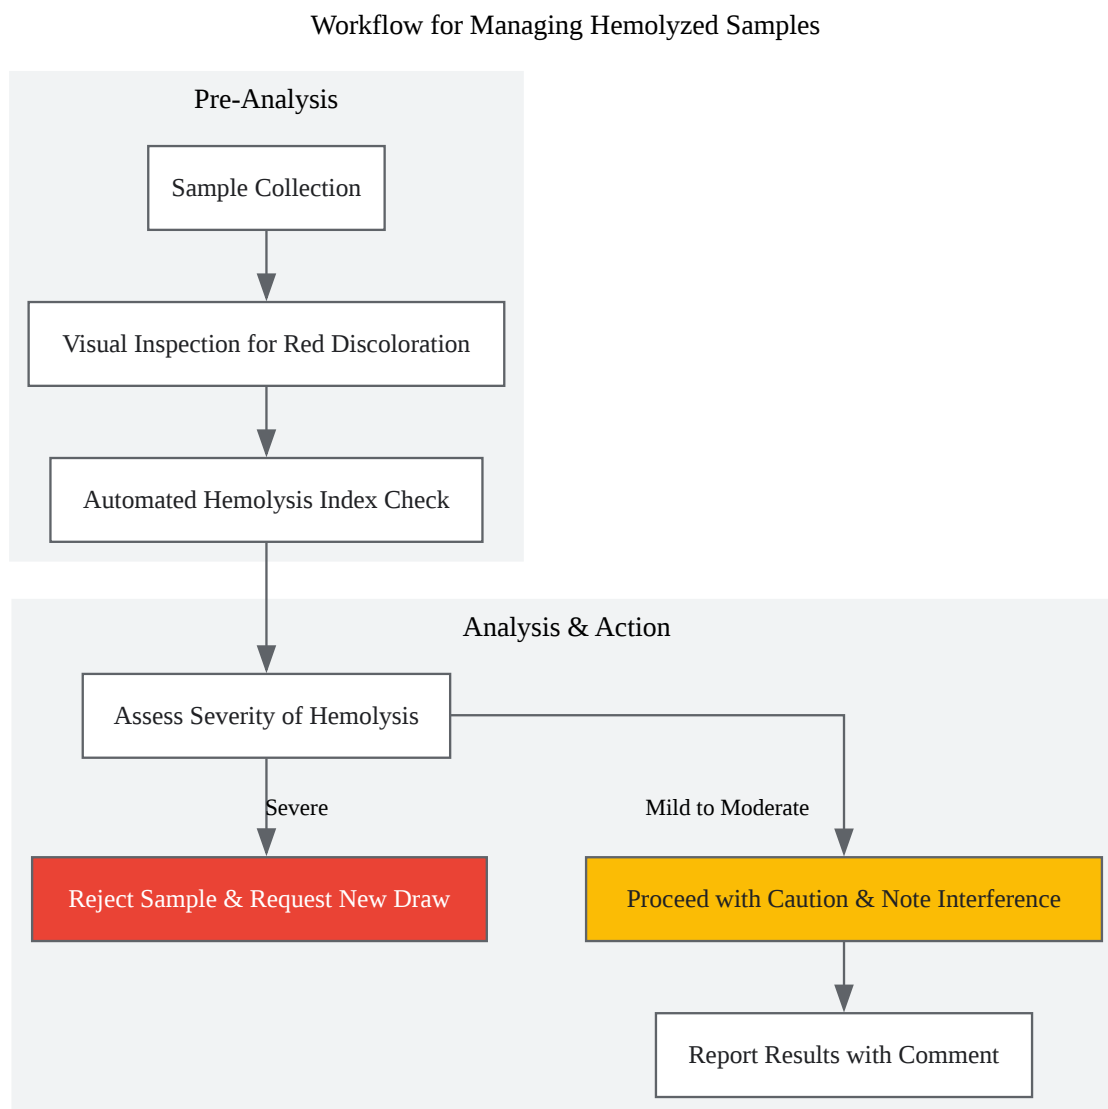 Workflow for Managing Hemolyzed Samples
Pre-Analysis
Sample Collection
Visual Inspection for Red Discoloration
Automated Hemolysis Index Check
Analysis & Action
Assess Severity of Hemolysis
Severe
Mild to Moderate
Reject Sample & Request New Draw
Proceed with Caution & Note Interference
Report Results with Comment